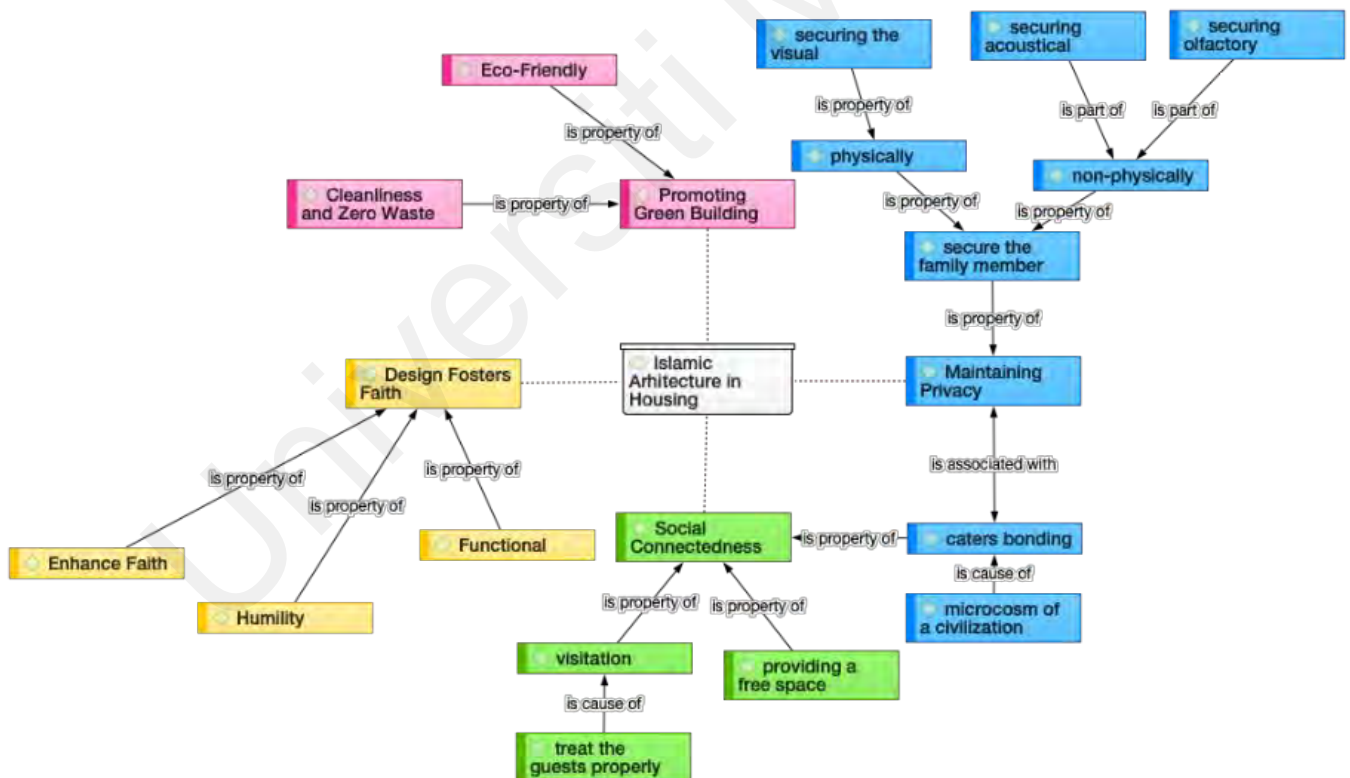 securing the
visual
securing
acoustical
securing
olfactory
Eco-Friendly
is property of
is part of
is part of
is property of
physically
non-physically
Cleanliness
and Zero Waste
is property of
Promoting
Green Building
is property of
is property of
secure the
family member
is property of
Islamic
Arhitecture in
Housing
Design Fosters
Faith
Maintaining
Privacy
is property of
is property of
is property of
is associated with
Enhance Faith
Humility
Functional
Social
Connectedness
is property of
caters bonding
is cause of
microcosm of
a civilization
is property of
is property of
visitation
providing a
free space
is cause of
treat the
guests properly
Universiti M